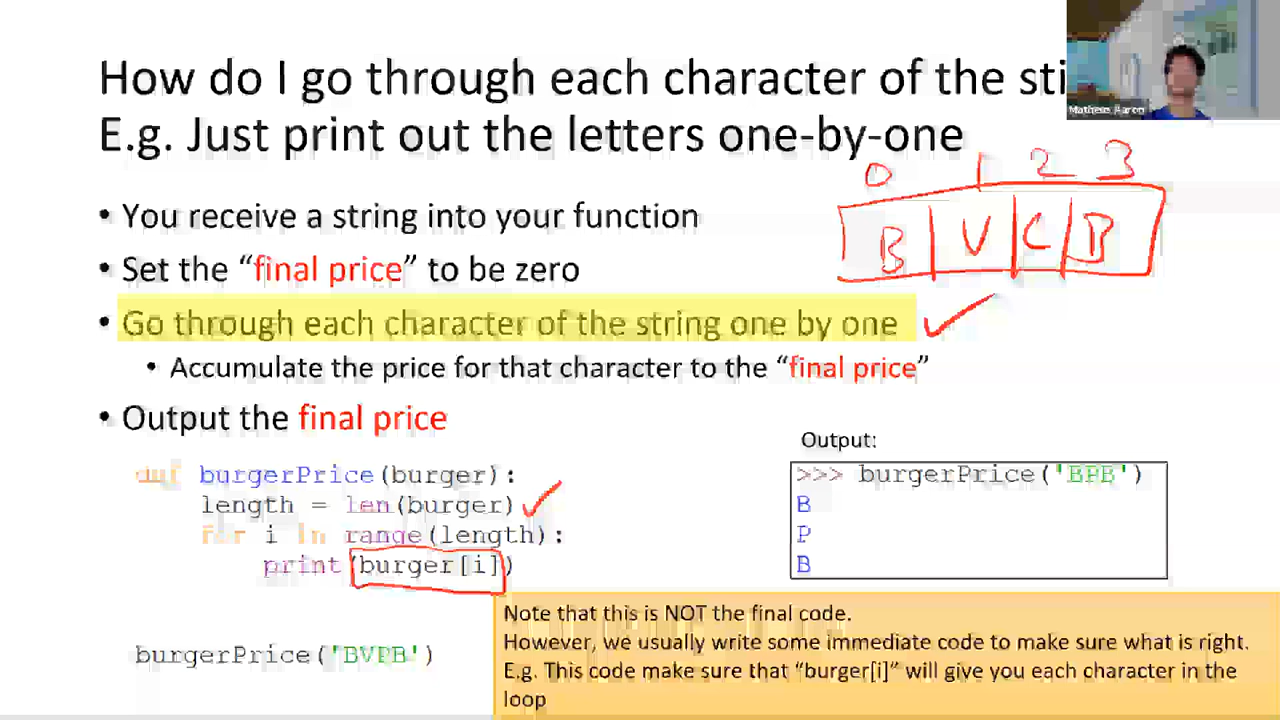 How do I go through each character of the sti
E.g. Just print out the letters one-by-one
Mathews Aaron
0 1 2 3
B V C B
• You receive a string into your function
• Set the “final price” to be zero
• Go through each character of the string one by one
• Accumulate the price for that character to the “final price”
• Output the final price
def burgerPrice(burger):
length = len(burger)
for i in range(length):
print(burger[i])
burgerPrice('BVPB')
Output:
>>> burgerPrice('BPB')
B
P
B
Note that this is NOT the final code.
However, we usually write some immediate code to make sure what is right.
E.g. This code make sure that “burger[i]” will give you each character in the
loop